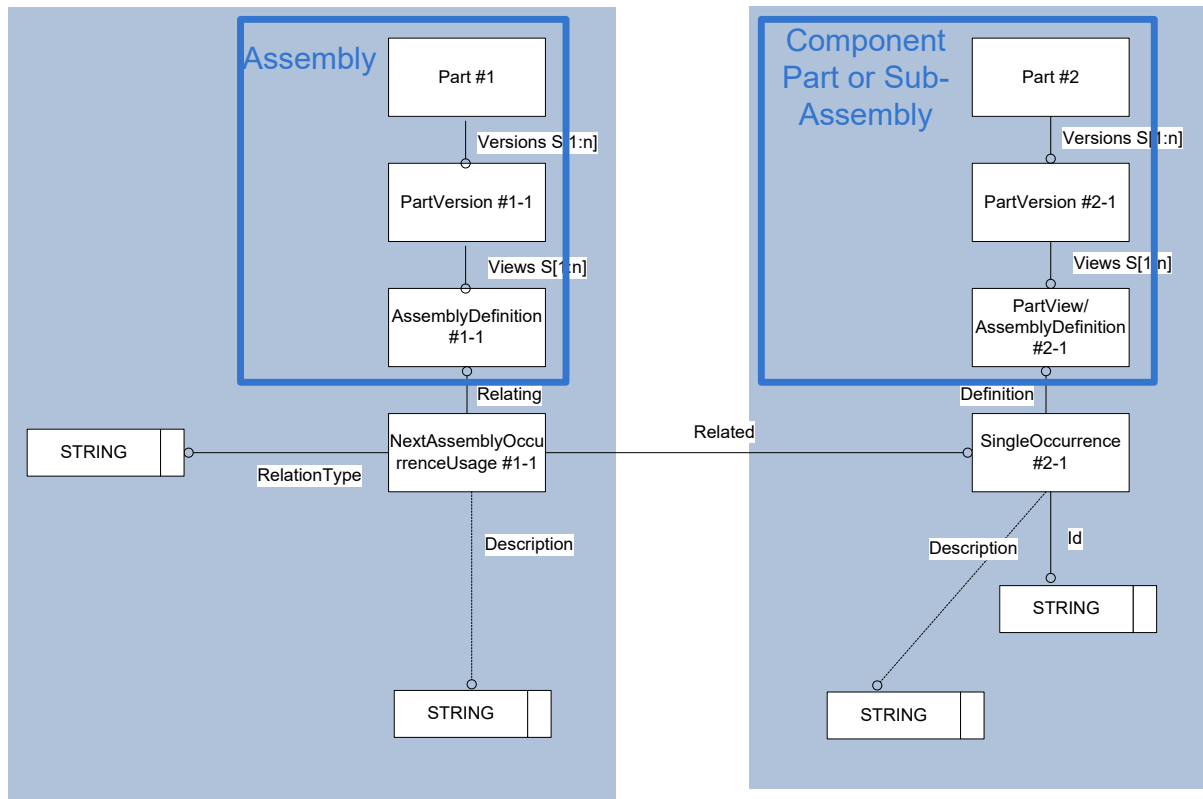 Assembly
Part #1
Versions S[1:n]
PartVersion #1-1
Views S[1:n]
AssemblyDefinition
#1-1
Relating
NextAssemblyOccu
rrenceUsage #1-1
STRING
RelationType
Description
STRING
Related
Component
Part or Sub-
Assembly
Part #2
Versions S[1:n]
PartVersion #2-1
Views S[1:n]
PartView/
AssemblyDefinition
#2-1
Definition
SingleOccurrence
#2-1
Id
Description
STRING
STRING